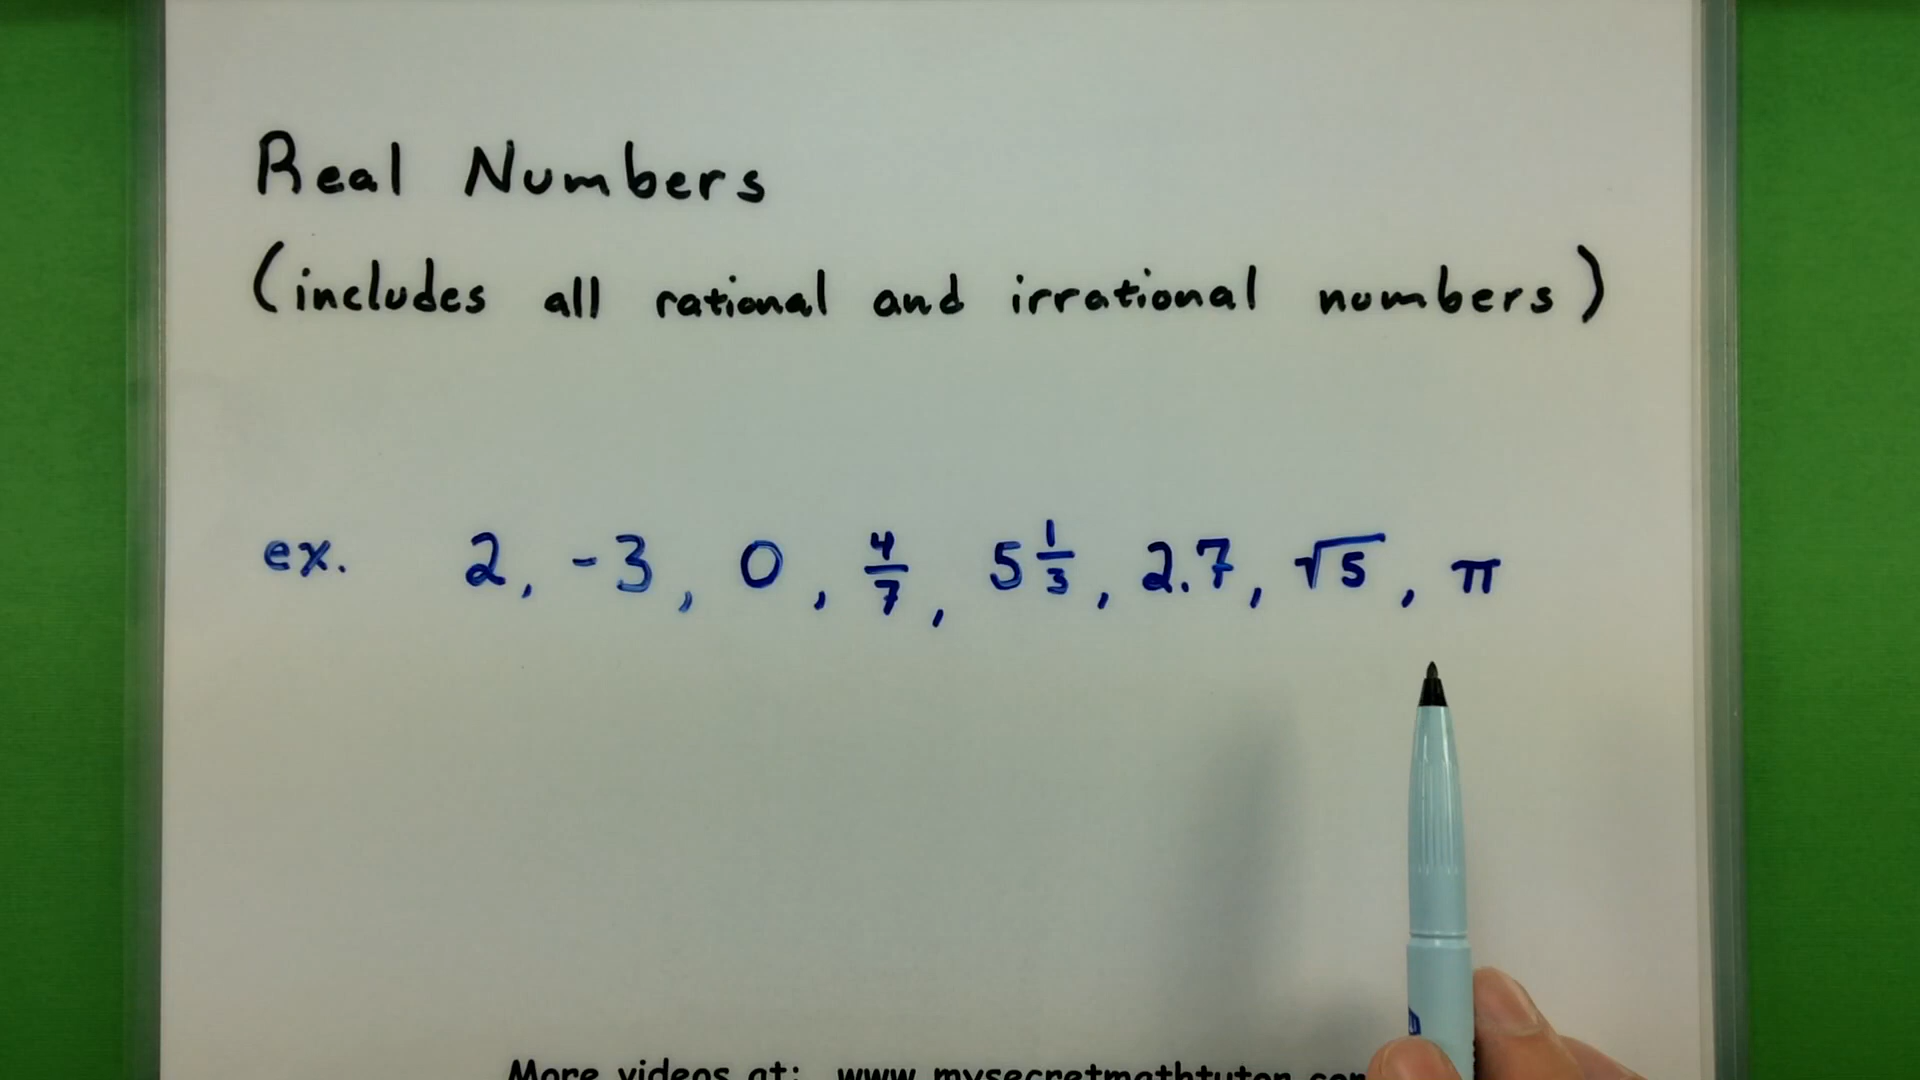 Real Numbers
(includes all rational and irrational numbers)
ex. 2, -3, 0, 4/7, 5 1/3, 2.7, √5, π
More videos at: www.mysecretmathtutor.com